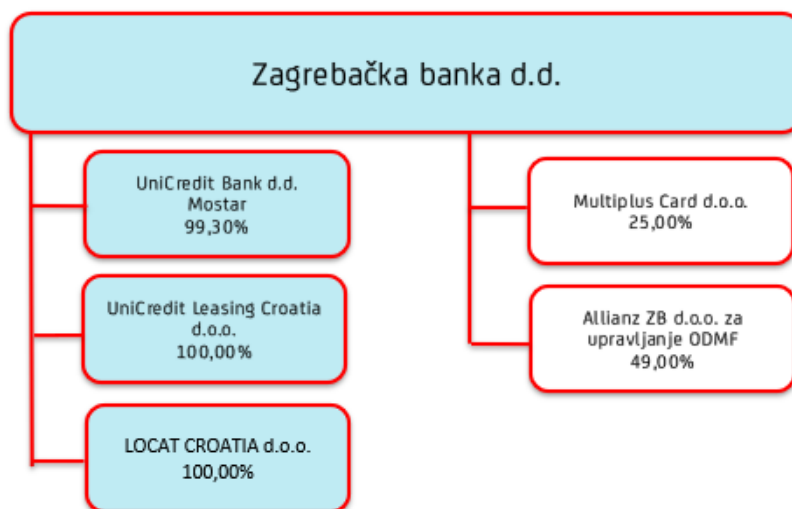 Zagrebačka banka d.d.
UniCredit Bank d.d.
Mostar
99,30%
UniCredit Leasing Croatia
d.o.o.
100,00%
LOCAT CROATIA d.o.o.
100,00%
Multiplus Card d.o.o.
25,00%
Allianz ZB d.o.o. za
upravljanje ODMF
49,00%